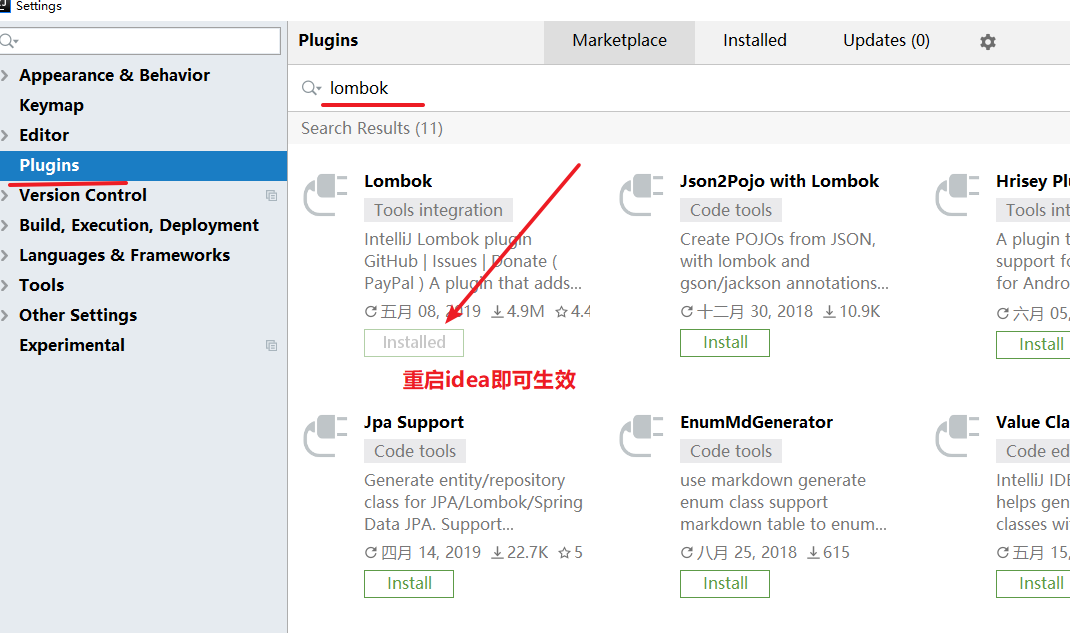 Settings
Plugins
Marketplace
Installed
Updates (0)
Appearance & Behavior
Keymap
Editor
Plugins
Version Control
Build, Execution, Deployment
Languages & Frameworks
Tools
Other Settings
Experimental
lombok
Search Results (11)
Lombok
Tools integration
IntelliJ Lombok plugin
GitHub | Issues | Donate (
PayPal ) A plugin that adds...
五月 08, 2019 4.9M 4.4
Installed
重启idea即可生效
Json2Pojo with Lombok
Code tools
Create POJOs from JSON,
with lombok and
gson/jackson annotations...
十二月 30, 2018 10.9K
Install
Hrisey Plu
Tools int
A plugin t
support fo
for Andro
六月 05,
Install
Jpa Support
Code tools
Generate entity/repository
class for JPA/Lombok/Spring
Data JPA. Support...
四月 14, 2019 22.7K 5
Install
EnumMdGenerator
Code tools
use markdown generate
enum class support
markdown table to enum...
八月 25, 2018 615
Install
Value Cla
Code ed
IntelliJ IDE
helps gen
classes wi
五月 15,
Install